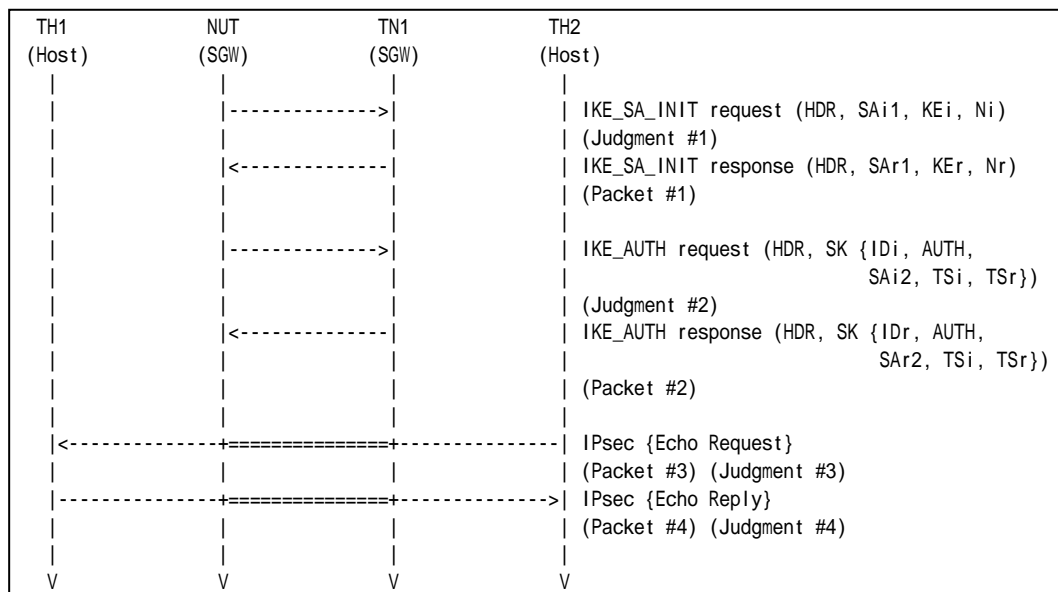 TH1 NUT TN1 TH2
(Host) (SGW) (SGW) (Host)
| | | |
| |-------------->| | IKE_SA_INIT request (HDR, SAi1, KEi, Ni)
| | | | (Judgment #1)
| |<--------------| | IKE_SA_INIT response (HDR, SAr1, KEr, Nr)
| | | | (Packet #1)
| | | |
| |-------------->| | IKE_AUTH request (HDR, SK {IDi, AUTH,
| | | | SAi2, TSi, TSr})
| | | | (Judgment #2)
| |<--------------| | IKE_AUTH response (HDR, SK {IDr, AUTH,
| | | | SAr2, TSi, TSr})
| | | | (Packet #2)
| | | |
|<--------------+===============+---------------| IPsec {Echo Request}
| | | | (Packet #3) (Judgment #3)
|---------------+===============+-------------->| IPsec {Echo Reply}
| | | | (Packet #4) (Judgment #4)
| | | |
V V V V